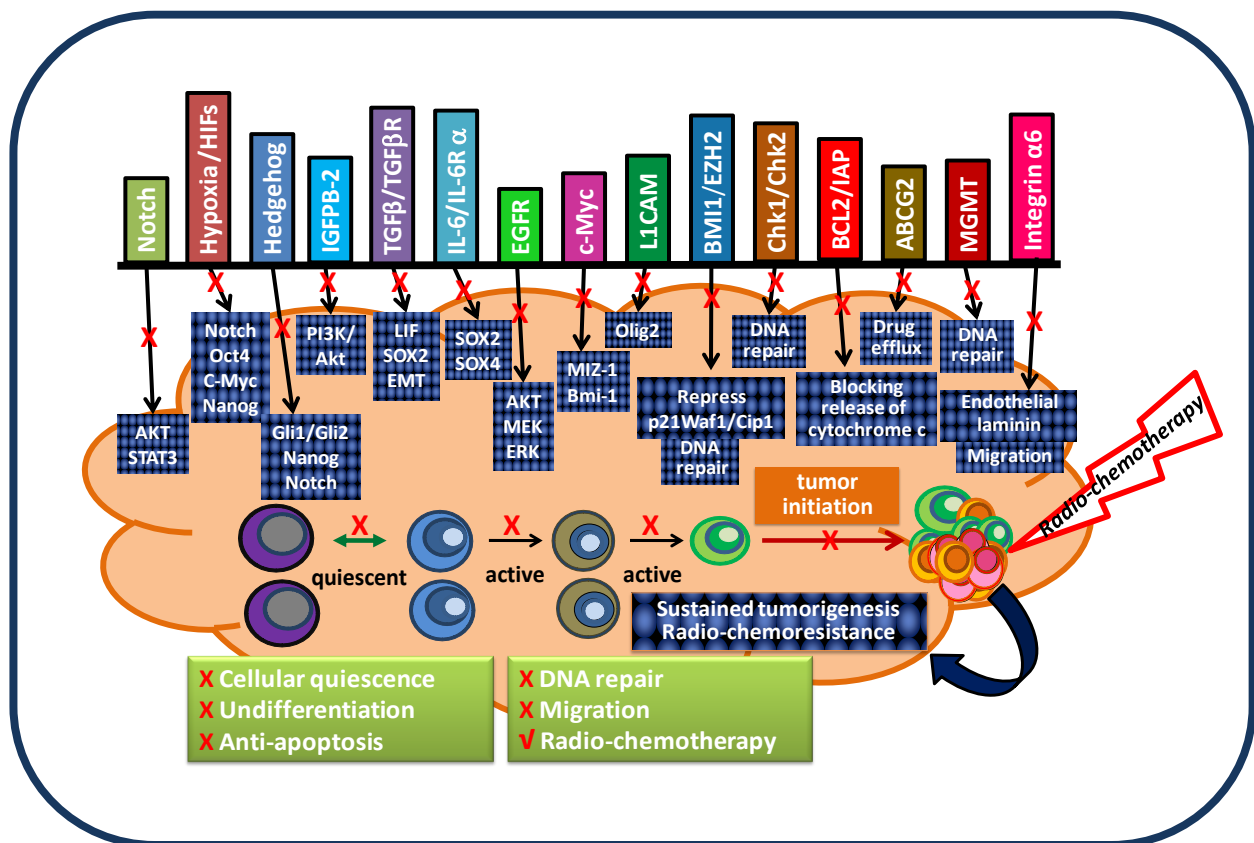 Notch
Hypoxia/HIFs
Hedgehog
IGFPB-2
TGFβ/TGFβR
IL-6/IL-6R α
EGFR
c-Myc
L1CAM
BMI1/EZH2
Chk1/Chk2
BCL2/IAP
ABCG2
MGMT
Integrin α6
X X X X X X X X X X X X X X X
AKT
STAT3
Notch
Oct4
C-Myc
Nanog
Gli1/Gli2
Nanog
Notch
PI3K/
Akt
LIF
SOX2
EMT
SOX2
SOX4
AKT
MEK
ERK
MIZ-1
Bmi-1
Olig2
Repress
p21Waf1/Cip1
DNA
repair
DNA
repair
Blocking
release of
cytochrome c
Drug
efflux
DNA
repair
Endothelial
laminin
Migration
Radio-chemotherapy
tumor
initiation
X X X X
quiescent
active
active
Sustained tumorigenesis
Radio-chemoresistance
X Cellular quiescence
X Undifferentiation
X Anti-apoptosis
X DNA repair
X Migration
√ Radio-chemotherapy